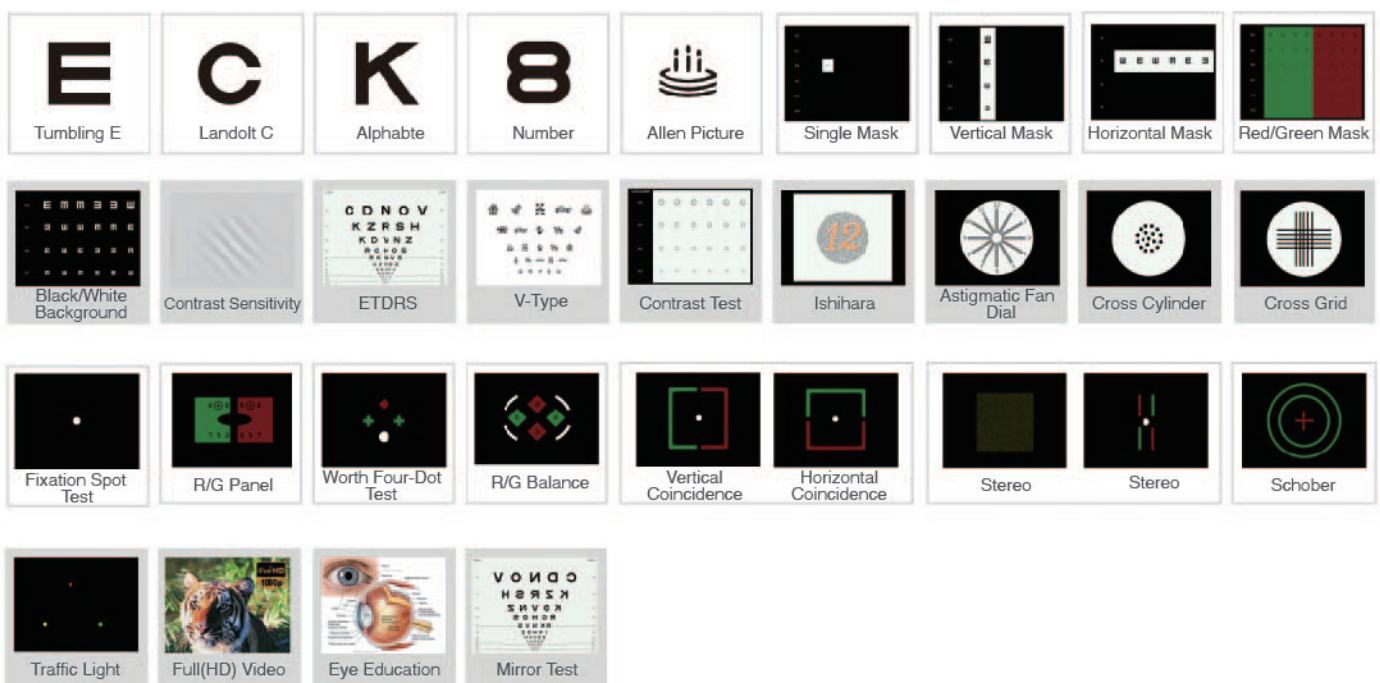 E
C
K
8
Tumbling E
Landolt C
Alphabte
Number
Allen Picture
Single Mask
Vertical Mask
Horizontal Mask
Red/Green Mask
C D N O V
K Z R S H
K D V N Z
R C H O S
R K N V S
12
Black/White
Background
Contrast Sensitivity
ETDRS
V-Type
Contrast Test
Ishihara
Astigmatic Fan
Dial
Cross Cylinder
Cross Grid
Fixation Spot
Test
R/G Panel
Worth Four-Dot
Test
R/G Balance
Vertical
Coincidence
Horizontal
Coincidence
Stereo
Stereo
Schober
Full HD
1080p
Traffic Light
Full(HD) Video
Eye Education
Mirror Test